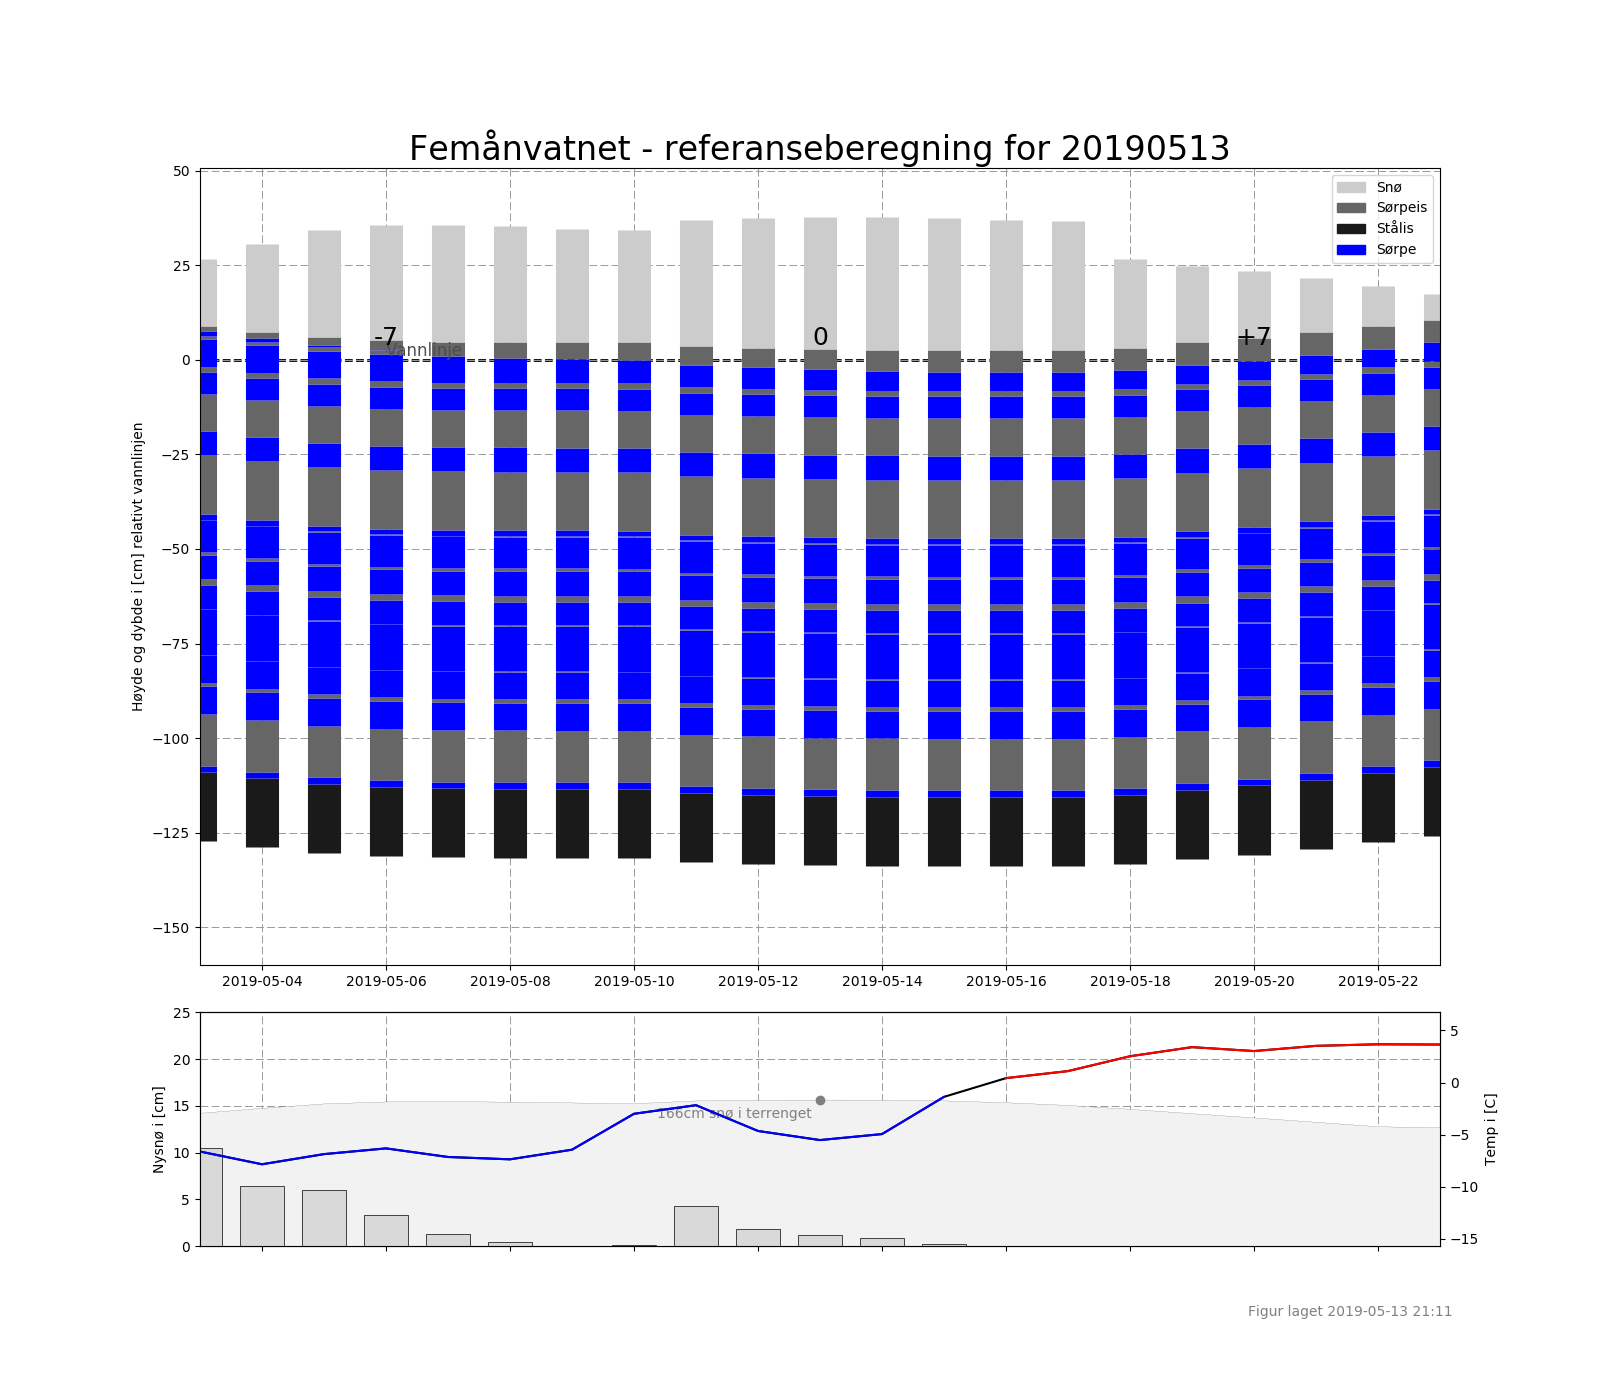 Femånvatnet - referanseberegning for 20190513
Høyde og dybde i [cm] relativt vannlinjen
50
25
0
−25
−50
−75
−100
−125
−150
Snø
Sørpeis
Stålis
Sørpe
-7
0
+7
Vannlinje
2019-05-04 2019-05-06 2019-05-08 2019-05-10 2019-05-12 2019-05-14 2019-05-16 2019-05-18 2019-05-20 2019-05-22
Nysnø i [cm]
25
20
15
10
5
0
166cm snø i terrenget
5
0
−5
−10
−15
Temp i [C]
Figur laget 2019-05-13 21:11